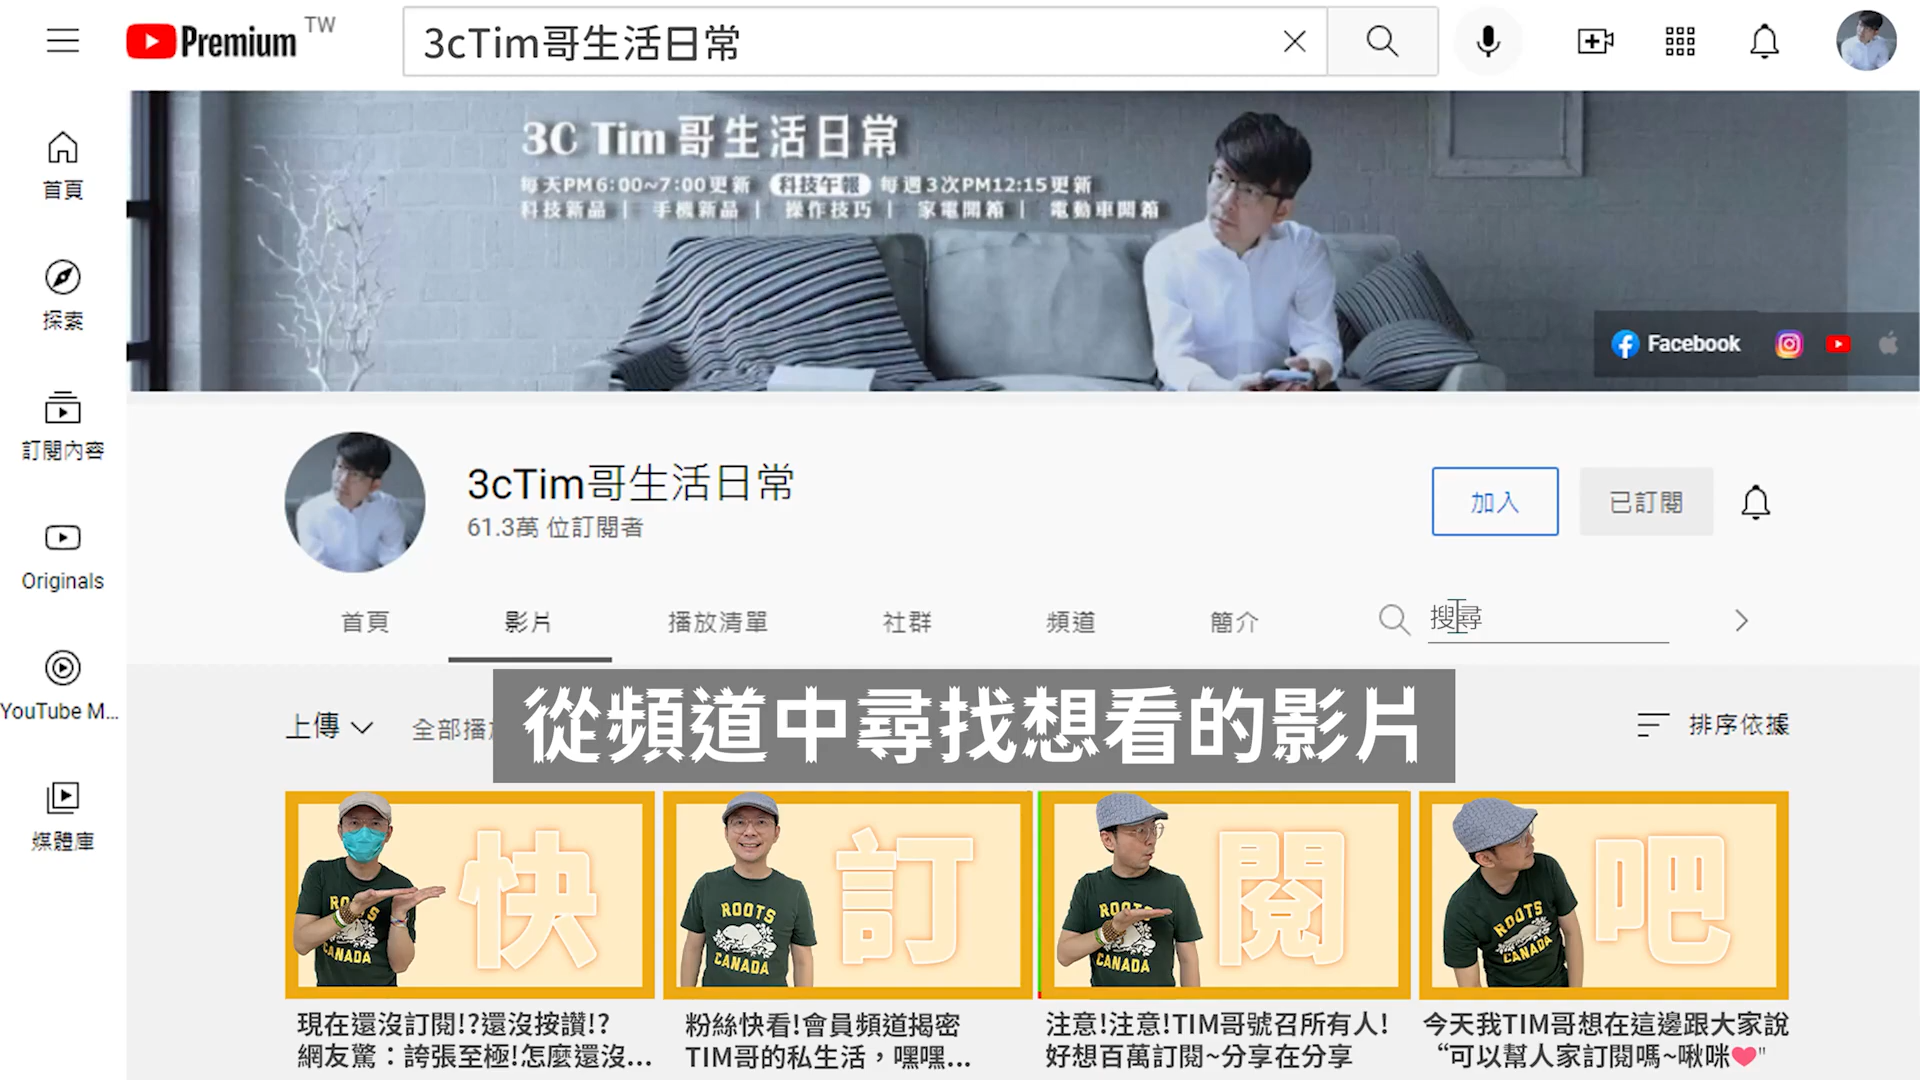 Premium TW
3cTim哥生活日常
3C Tim 哥生活日常
每天PM6:00~7:00更新 科技午報 每週3次PM12:15更新
科技新品 | 手機新品 | 操作技巧 | 家電開箱 | 電動車開箱
Facebook
首頁
探索
訂閱內容
Originals
YouTube M...
媒體庫
3cTim哥生活日常
61.3萬 位訂閱者
加入
已訂閱
首頁
影片
播放清單
社群
頻道
簡介
搜尋
上傳
全部播
從頻道中尋找想看的影片
排序依據
快
訂
閱
吧
ROOTS
CANADA
ROOTS
CANADA
ROOTS
CANADA
ROOTS
CANADA
現在還沒訂閱!?還沒按讚!?
網友驚：誇張至極!怎麼還沒...
粉絲快看!會員頻道揭密
TIM哥的私生活，嘿嘿...
注意!注意!TIM哥號召所有人!
好想百萬訂閱~分享在分享
今天我TIM哥想在這邊跟大家說
“可以幫人家訂閱嗎~啾咪❤"